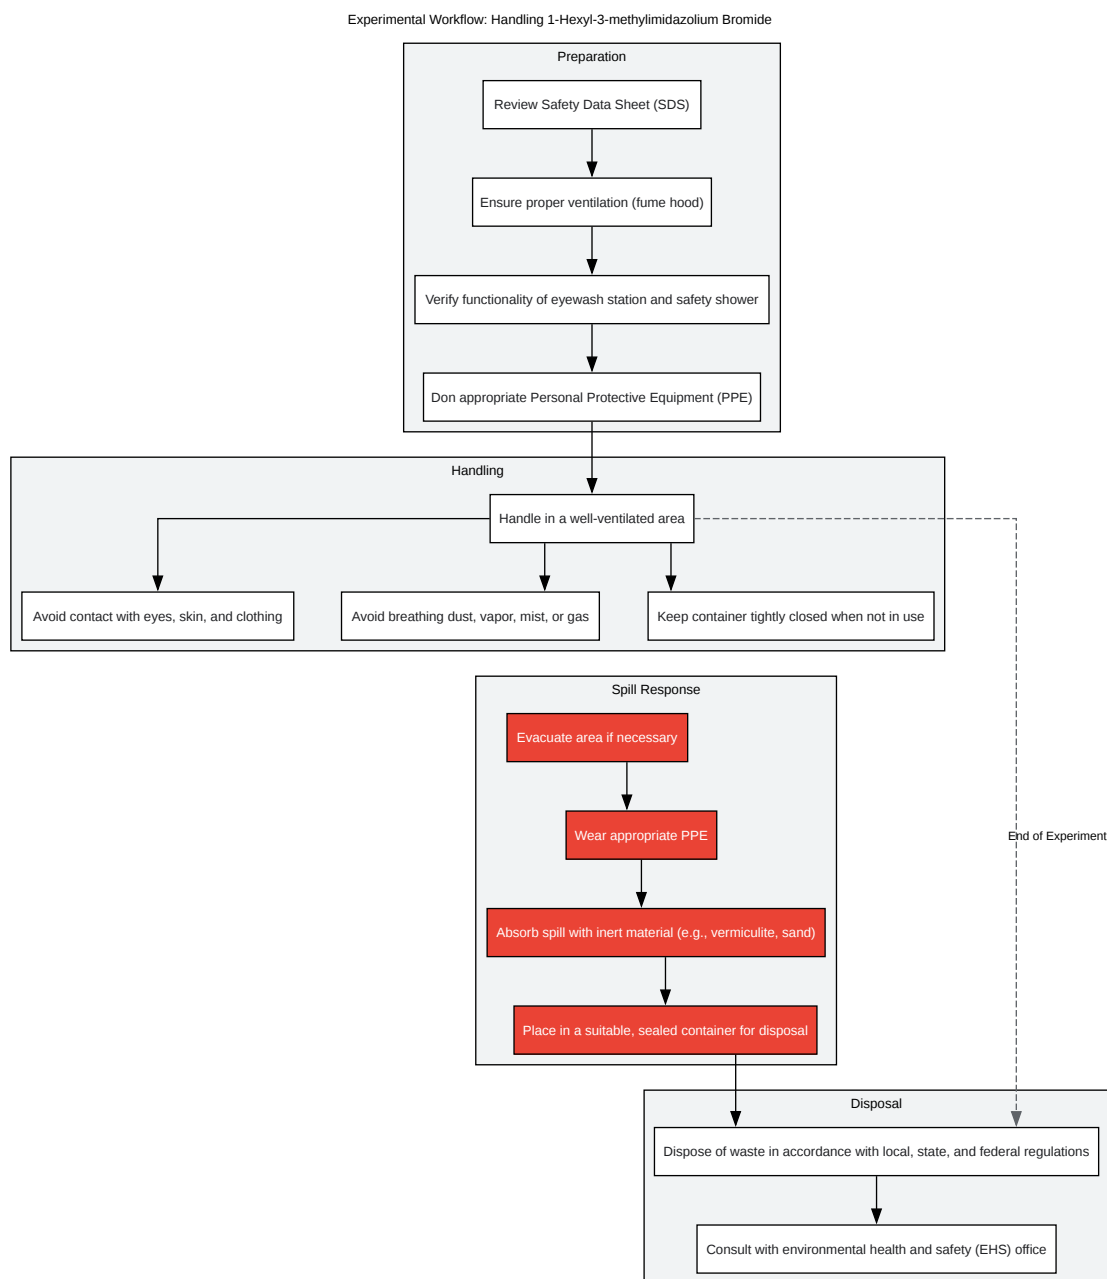 Experimental Workflow: Handling 1-Hexyl-3-methylimidazolium Bromide
Preparation
Review Safety Data Sheet (SDS)
Ensure proper ventilation (fume hood)
Verify functionality of eyewash station and safety shower
Don appropriate Personal Protective Equipment (PPE)
Handling
Handle in a well-ventilated area
Avoid contact with eyes, skin, and clothing
Avoid breathing dust, vapor, mist, or gas
Keep container tightly closed when not in use
Spill Response
Evacuate area if necessary
Wear appropriate PPE
End of Experiment
Absorb spill with inert material (e.g., vermiculite, sand)
Place in a suitable, sealed container for disposal
Disposal
Dispose of waste in accordance with local, state, and federal regulations
Consult with environmental health and safety (EHS) office